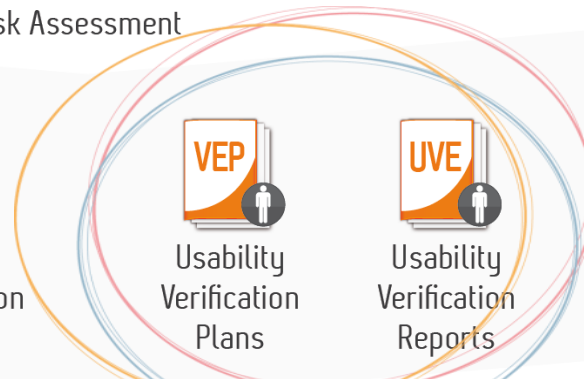 sk Assessment
VEP
UVE
Usability
Verification
Plans
Usability
Verification
Reports
on